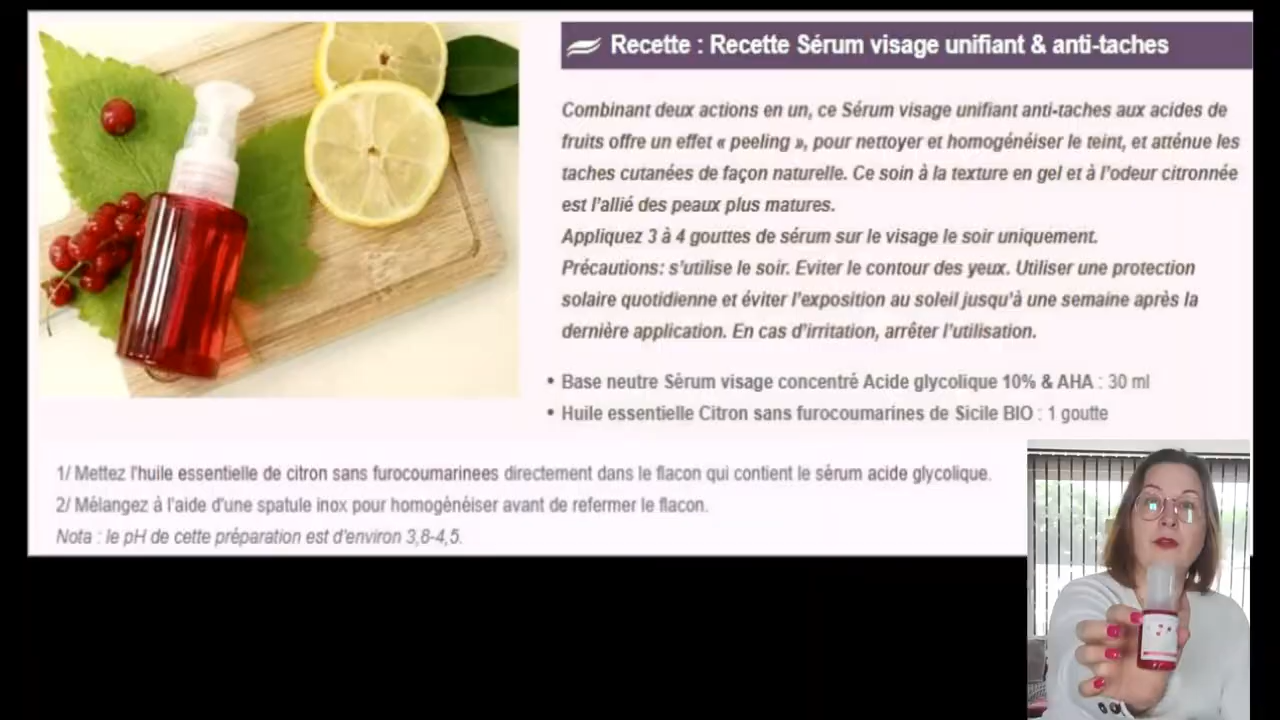 Recette : Recette Sérum visage unifiant & anti-taches
Combinant deux actions en un, ce Sérum visage unifiant anti-taches aux acides de
fruits offre un effet « peeling », pour nettoyer et homogénéiser le teint, et atténue les
taches cutanées de façon naturelle. Ce soin à la texture en gel et à l'odeur citronnée
est l'allié des peaux plus matures.
Appliquez 3 à 4 gouttes de sérum sur le visage le soir uniquement.
Précautions: s'utilise le soir. Eviter le contour des yeux. Utiliser une protection
solaire quotidienne et éviter l'exposition au soleil jusqu'à une semaine après la
dernière application. En cas d'irritation, arrêter l'utilisation.
• Base neutre Sérum visage concentré Acide glycolique 10% & AHA : 30 ml
• Huile essentielle Citron sans furocoumarines de Sicile BIO : 1 goutte
1/ Mettez l'huile essentielle de citron sans furocoumarinees directement dans le flacon qui contient le sérum acide glycolique.
2/ Mélangez à l'aide d'une spatule inox pour homogénéiser avant de refermer le flacon.
Nota : le pH de cette préparation est d'environ 3,8-4,5.